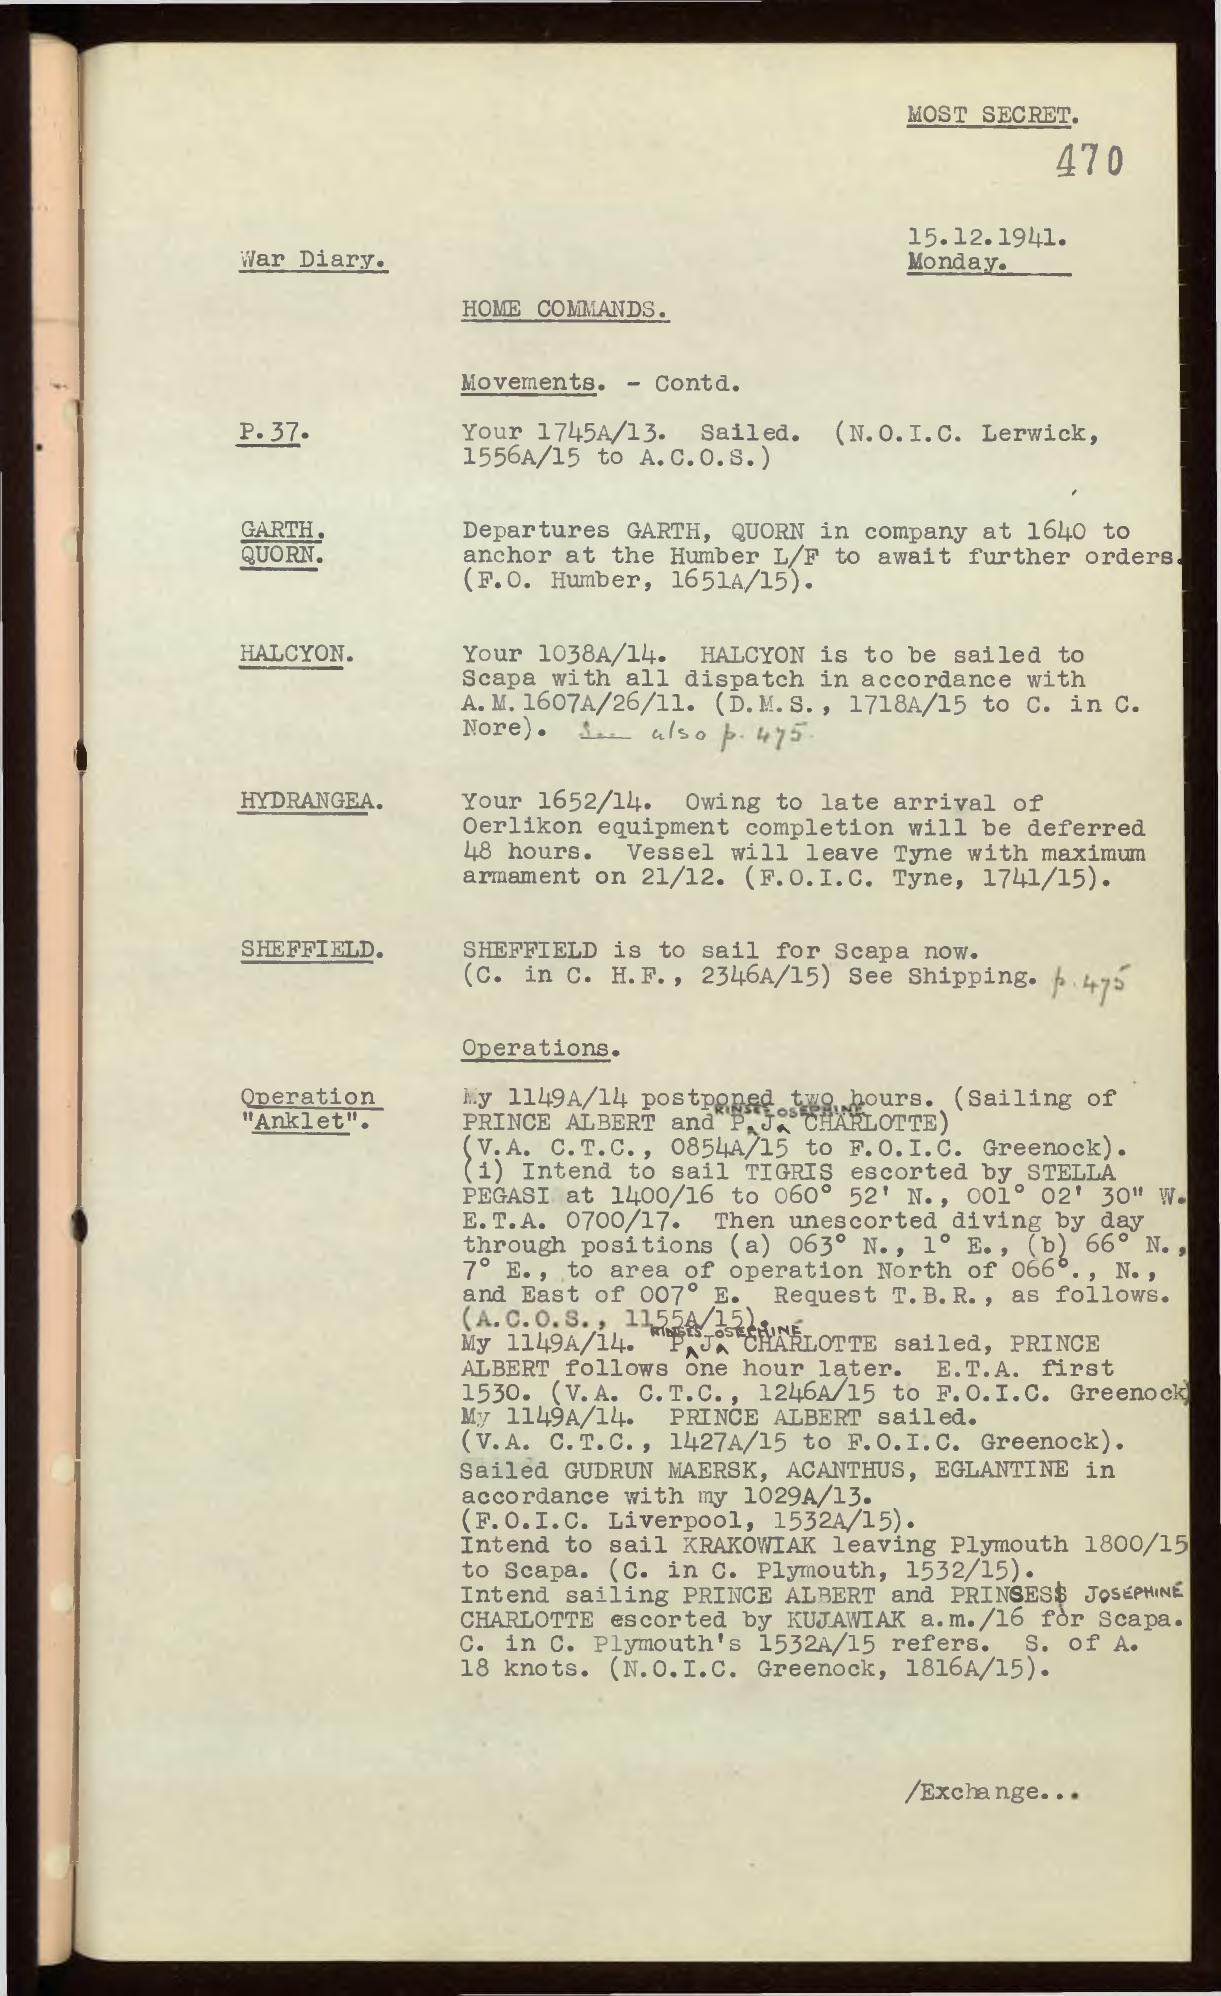 MOST SECRET.
470
15.12.1941.
War Diary.
Monday.
HOME COMMANDS.
Movements. - Contd.
P.37.
Your 1745A/13. Sailed. (N.O.I.C. Lerwick,
1556A/15 to A.C.O.S.)
GARTH.
QUORN.
Departures GARTH, QUORN in company at 1640 to
anchor at the Humber L/F to await further orders.
(F.O. Humber, 1651A/15).
HALCYON.
Your 1038A/14. HALCYON is to be sailed to
Scapa with all dispatch in accordance with
A.M.1607A/26/11. (D.M.S., 1718A/15 to C. in C.
Nore). See also p. 475.
HYDRANGEA.
Your 1652/14. Owing to late arrival of
Oerlikon equipment completion will be deferred
48 hours. Vessel will leave Tyne with maximum
armament on 21/12. (F.O.I.C. Tyne, 1741/15).
SHEFFIELD.
SHEFFIELD is to sail for Scapa now.
(C. in C. H.F., 2346A/15) See Shipping. p. 475
Operations.
Operation
"Anklet".
My 1149A/14 postponed two hours. (Sailing of
RINSES OSEPHINE
PRINCE ALBERT and P. J. CHARLOTTE)
(V.A. C.T.C., 0854A/15 to F.O.I.C. Greenock).
(i) Intend to sail TIGRIS escorted by STELLA
PEGASI at 1400/16 to 060° 52' N., 001° 02' 30" W.
E.T.A. 0700/17. Then unescorted diving by day
through positions (a) 063° N., 1° E., (b) 66° N.,
7° E., to area of operation North of 066°., N.,
and East of 007° E. Request T.B.R., as follows.
(A.C.O.S., 1155A/15).
RINSES OSEPHINE
My 1149A/14. P. J. CHARLOTTE sailed, PRINCE
ALBERT follows one hour later. E.T.A. first
1530. (V.A. C.T.C., 1246A/15 to F.O.I.C. Greenock)
My 1149A/14. PRINCE ALBERT sailed.
(V.A. C.T.C., 1427A/15 to F.O.I.C. Greenock).
Sailed GUDRUN MAERSK, ACANTHUS, EGLANTINE in
accordance with my 1029A/13.
(F.O.I.C. Liverpool, 1532A/15).
Intend to sail KRAKOWIAK leaving Plymouth 1800/15
to Scapa. (C. in C. Plymouth, 1532/15).
Intend sailing PRINCE ALBERT and PRINSES JOSEPHINE
CHARLOTTE escorted by KUJAWIAK a.m./16 for Scapa.
C. in C. Plymouth's 1532A/15 refers. S. of A.
18 knots. (N.O.I.C. Greenock, 1816A/15).
/Exchange...